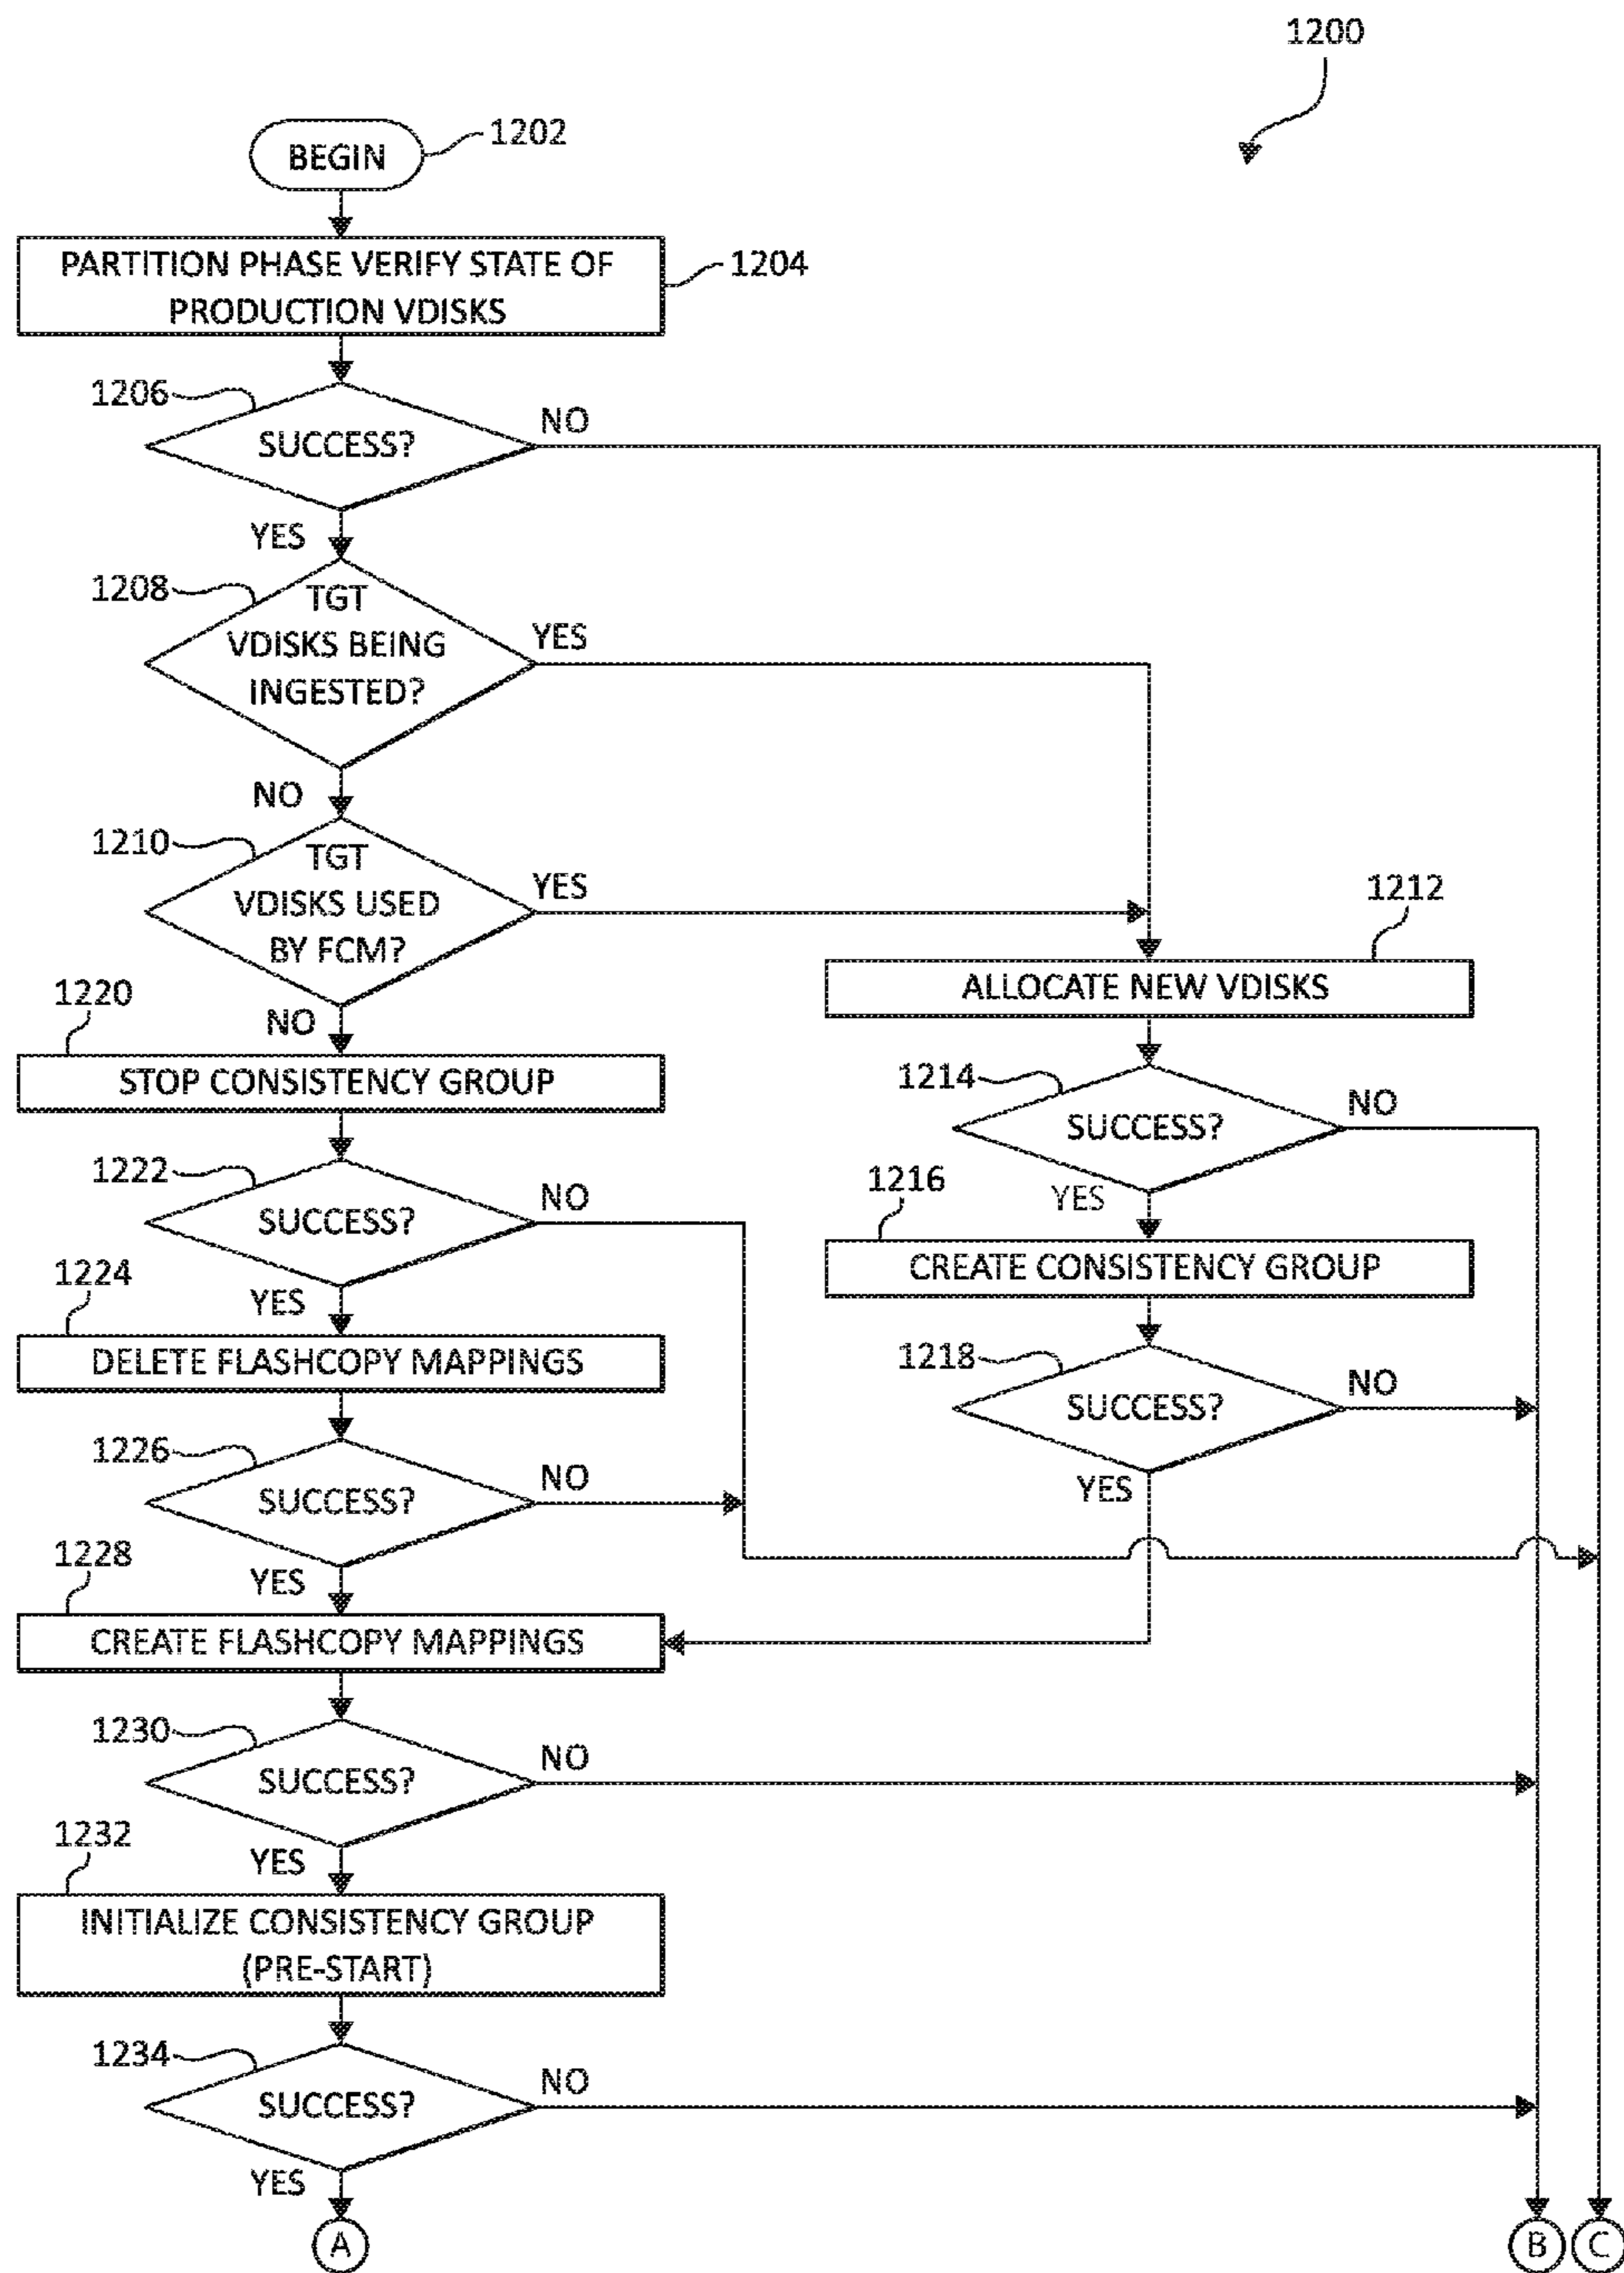 1200
BEGIN
1202
PARTITION PHASE VERIFY STATE OF
PRODUCTION VDISKS
1204
1206
SUCCESS?
NO
YES
1208
TGT
VDISKS BEING
INGESTED?
YES
NO
1210
TGT
VDISKS USED
BY FCM?
YES
NO
1212
ALLOCATE NEW VDISKS
1214
SUCCESS?
NO
YES
1216
CREATE CONSISTENCY GROUP
1218
SUCCESS?
NO
YES
1220
STOP CONSISTENCY GROUP
1222
SUCCESS?
NO
YES
1224
DELETE FLASHCOPY MAPPINGS
1226
SUCCESS?
NO
YES
1228
CREATE FLASHCOPY MAPPINGS
1230
SUCCESS?
NO
YES
1232
INITIALIZE CONSISTENCY GROUP
(PRE-START)
1234
SUCCESS?
NO
YES
A
B
C